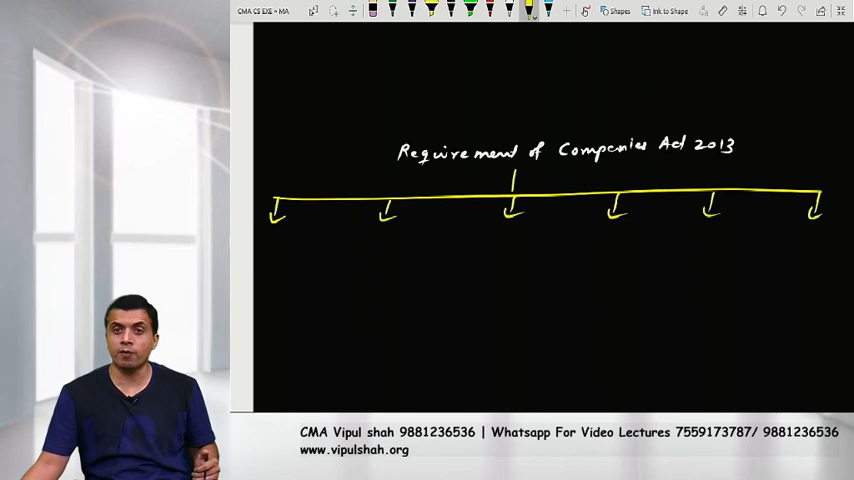 CMA CS EXE = MA
Shapes
Ink to Shape
Requirement of Companies Act 2013
CMA Vipul shah 9881236536 | Whatsapp For Video Lectures 7559173787/ 9881236536
www.vipulshah.org